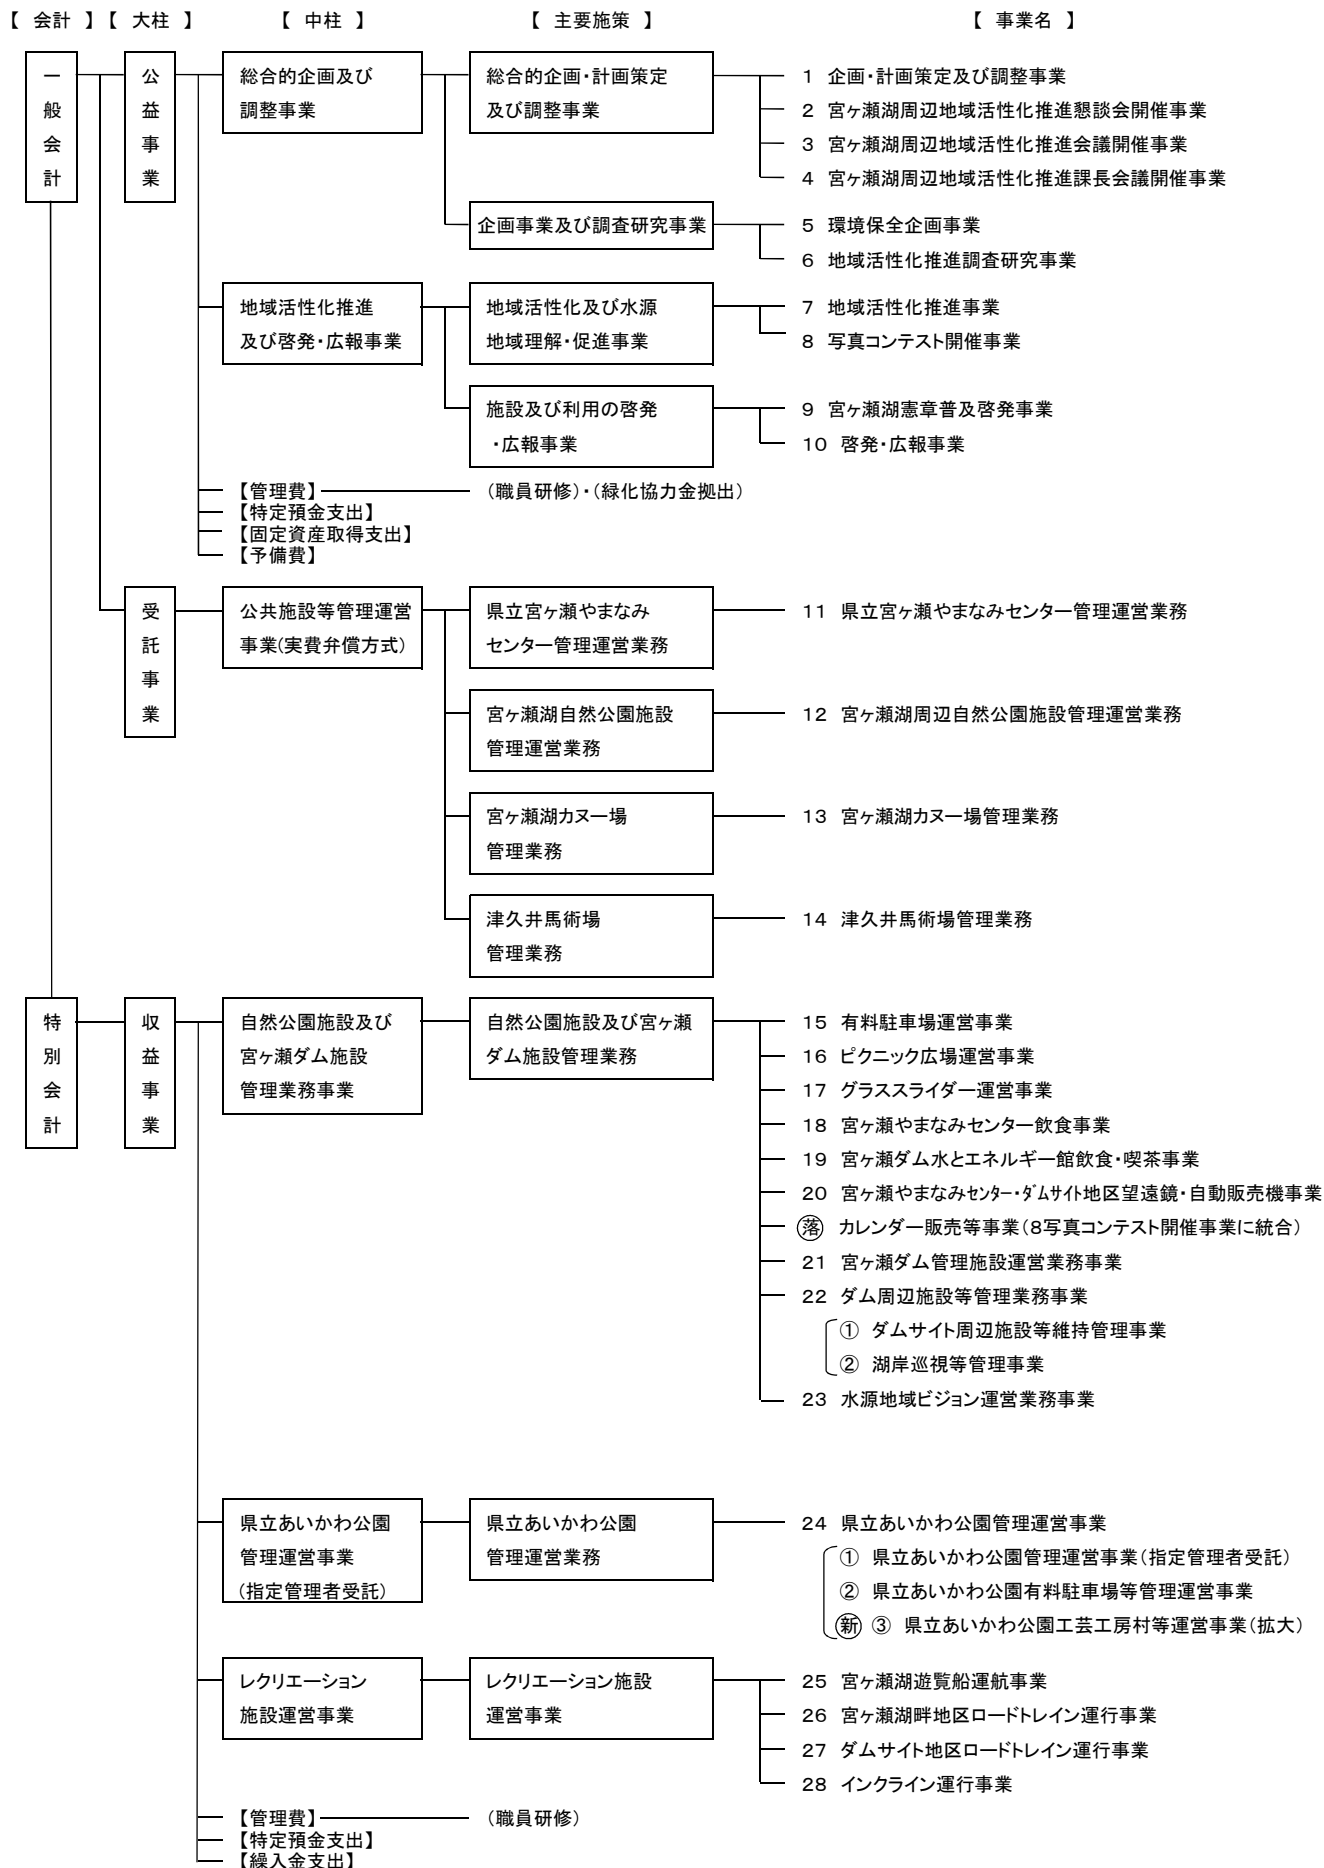 【 会計 】【 大柱 】 【 中柱 】 【 主要施策 】 【 事業名 】
一般会計
公益事業
総合的企画及び
調整事業
総合的企画・計画策定
及び調整事業
1 企画・計画策定及び調整事業
2 宮ヶ瀬湖周辺地域活性化推進懇談会開催事業
3 宮ヶ瀬湖周辺地域活性化推進会議開催事業
4 宮ヶ瀬湖周辺地域活性化推進課長会議開催事業
企画事業及び調査研究事業
5 環境保全企画事業
6 地域活性化推進調査研究事業
地域活性化推進
及び啓発・広報事業
地域活性化及び水源
地域理解・促進事業
7 地域活性化推進事業
8 写真コンテスト開催事業
施設及び利用の啓発
・広報事業
9 宮ヶ瀬湖憲章普及啓発事業
10 啓発・広報事業
【管理費】 (職員研修)・(緑化協力金拠出)
【特定預金支出】
【固定資産取得支出】
【予備費】
受託事業
公共施設等管理運営
事業(実費弁償方式)
県立宮ヶ瀬やまなみ
センター管理運営業務
11 県立宮ヶ瀬やまなみセンター管理運営業務
宮ヶ瀬湖自然公園施設
管理運営業務
12 宮ヶ瀬湖周辺自然公園施設管理運営業務
宮ヶ瀬湖カヌー場
管理業務
13 宮ヶ瀬湖カヌー場管理業務
津久井馬術場
管理業務
14 津久井馬術場管理業務
特別会計
収益事業
自然公園施設及び
宮ヶ瀬ダム施設
管理業務事業
自然公園施設及び宮ヶ瀬
ダム施設管理業務
15 有料駐車場運営事業
16 ピクニック広場運営事業
17 グラススライダー運営事業
18 宮ヶ瀬やまなみセンター飲食事業
19 宮ヶ瀬ダム水とエネルギー館飲食・喫茶事業
20 宮ヶ瀬やまなみセンター・ダムサイト地区望遠鏡・自動販売機事業
落 カレンダー販売等事業(8写真コンテスト開催事業に統合)
21 宮ヶ瀬ダム管理施設運営業務事業
22 ダム周辺施設等管理業務事業
① ダムサイト周辺施設等維持管理事業
② 湖岸巡視等管理事業
23 水源地域ビジョン運営業務事業
県立あいかわ公園
管理運営事業
(指定管理者受託)
県立あいかわ公園
管理運営業務
24 県立あいかわ公園管理運営事業
① 県立あいかわ公園管理運営事業(指定管理者受託)
② 県立あいかわ公園有料駐車場等管理運営事業
新 ③ 県立あいかわ公園工芸工房村等運営事業(拡大)
レクリエーション
施設運営事業
レクリエーション施設
運営事業
25 宮ヶ瀬湖遊覧船運航事業
26 宮ヶ瀬湖畔地区ロードトレイン運行事業
27 ダムサイト地区ロードトレイン運行事業
28 インクライン運行事業
【管理費】 (職員研修)
【特定預金支出】
【繰入金支出】